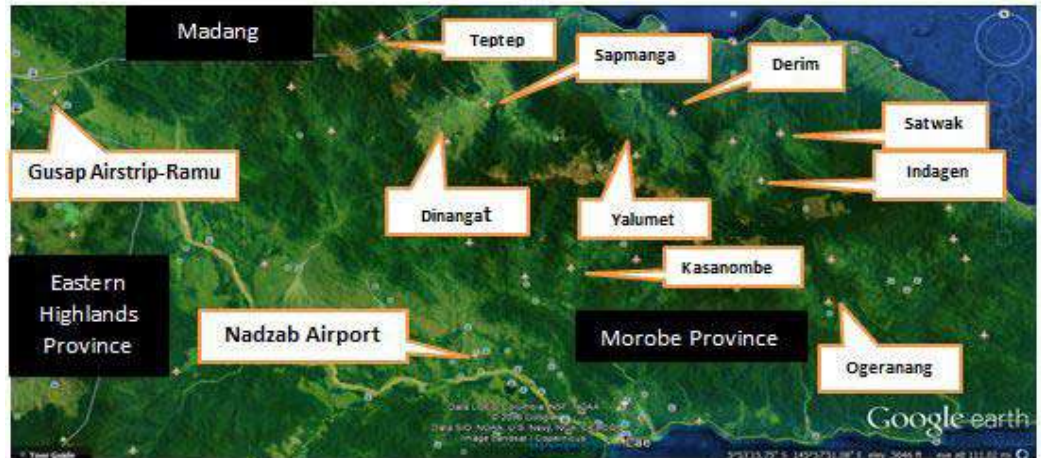 Madang
Teptep
Sapmanga
Derim
Satwak
Gusap Airstrip-Ramu
Indagen
Dinangat
Yalumet
Kasanombe
Eastern
Highlands
Province
Nadzab Airport
Morobe Province
Ogeranang
Google earth
Lae